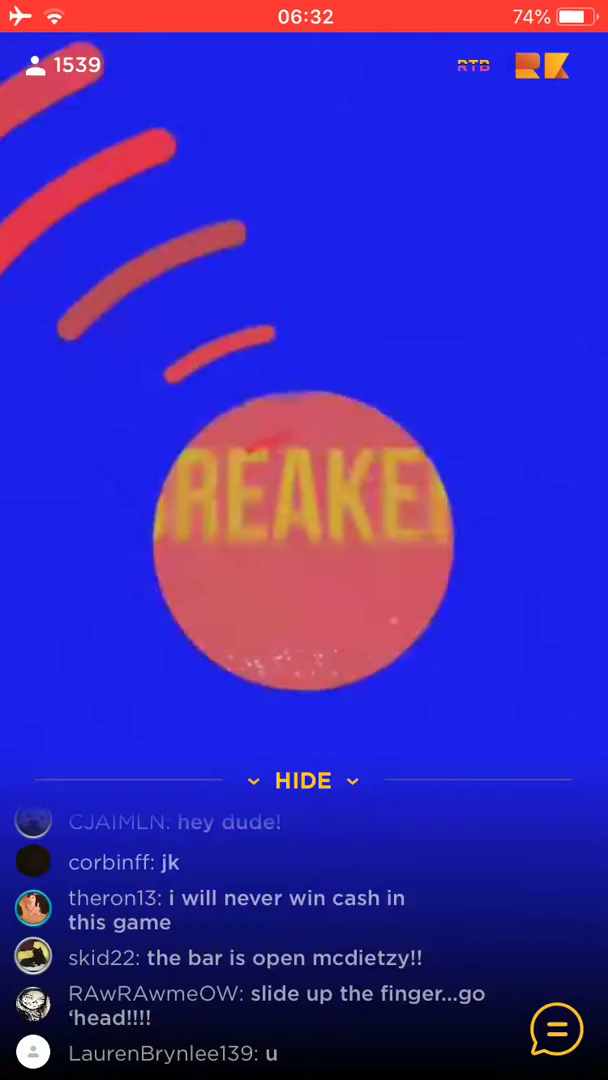 06:32
74%
1539
RTB
RK
REAKE
HIDE
CJAIMLN: hey dude!
corbinff: jk
theron13: i will never win cash in
this game
skid22: the bar is open mcdietzy!!
RAwRAwmeOW: slide up the finger...go
‘head!!!!
LaurenBrynlee139: u